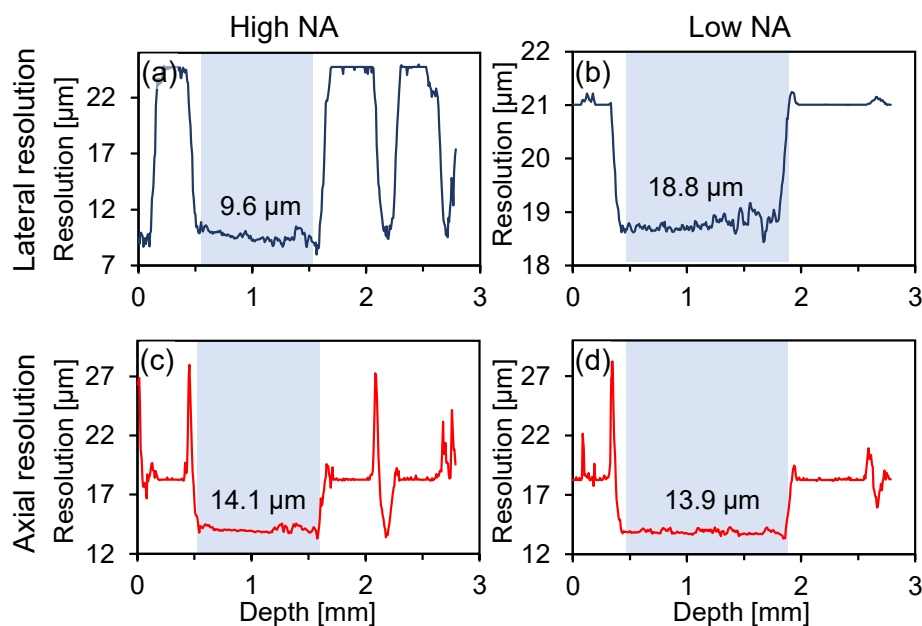 High NA
Low NA
Lateral resolution
Resolution [µm]
(a)
22
17
12
7
9.6 µm
0
1
2
3
Resolution [µm]
(b)
22
21
20
19
18
18.8 µm
0
1
2
3
Axial resolution
Resolution [µm]
(c)
27
22
17
12
14.1 µm
0
1
2
3
Depth [mm]
Resolution [µm]
(d)
27
22
17
12
13.9 µm
0
1
2
3
Depth [mm]